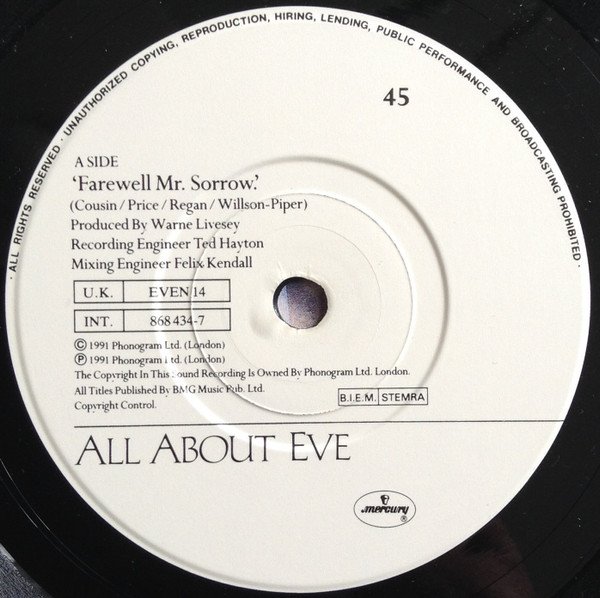 · ALL RIGHTS RESERVED · UNAUTHORIZED COPYING, REPRODUCTION, HIRING, LENDING, PUBLIC PERFORMANCE AND BROADCASTING PROHIBITED ·
45
A SIDE
‘Farewell Mr. Sorrow.’
(Cousin / Price / Regan / Willson-Piper)
Produced By Warne Livesey
Recording Engineer Ted Hayton
Mixing Engineer Felix Kendall
U.K. EVEN 14
INT. 868 434-7
© 1991 Phonogram Ltd. (London)
℗ 1991 Phonogram Ltd. (London)
The Copyright In This Sound Recording Is Owned By Phonogram Ltd. London.
All Titles Published By BMG Music Pub. Ltd.
Copyright Control.
B.I.E.M. STEMRA
ALL ABOUT EVE
mercury ®